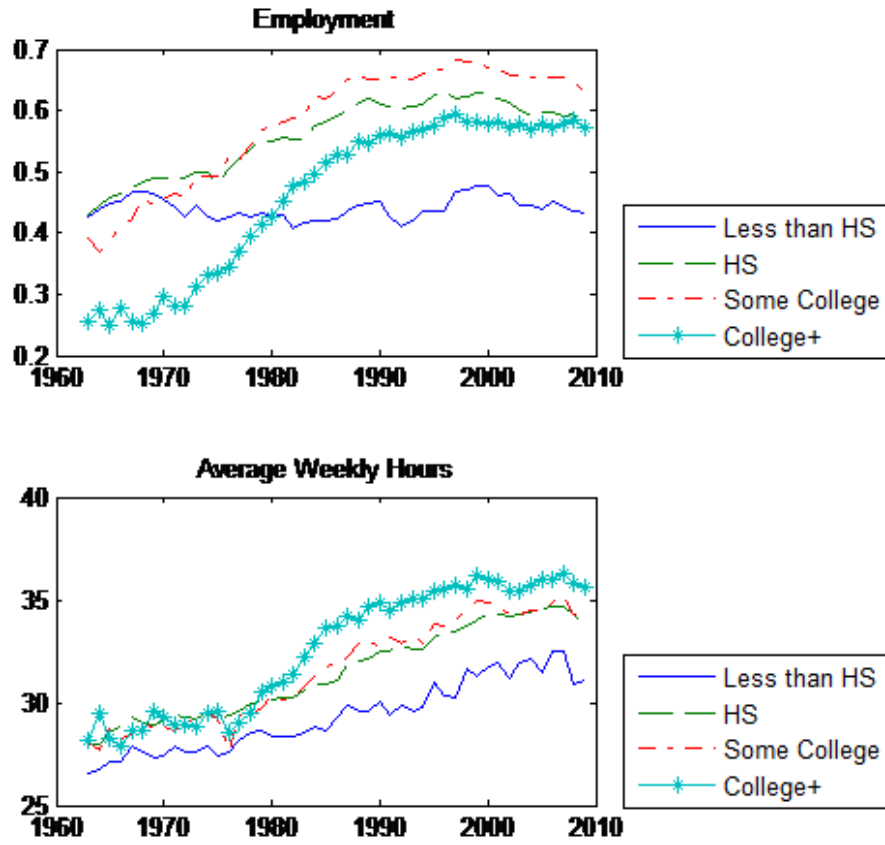 Employment
0.7
0.6
0.5
0.4
0.3
0.2
1960 1970 1980 1990 2000 2010
Less than HS
HS
Some College
College+
Average Weekly Hours
40
35
30
25
1960 1970 1980 1990 2000 2010
Less than HS
HS
Some College
College+